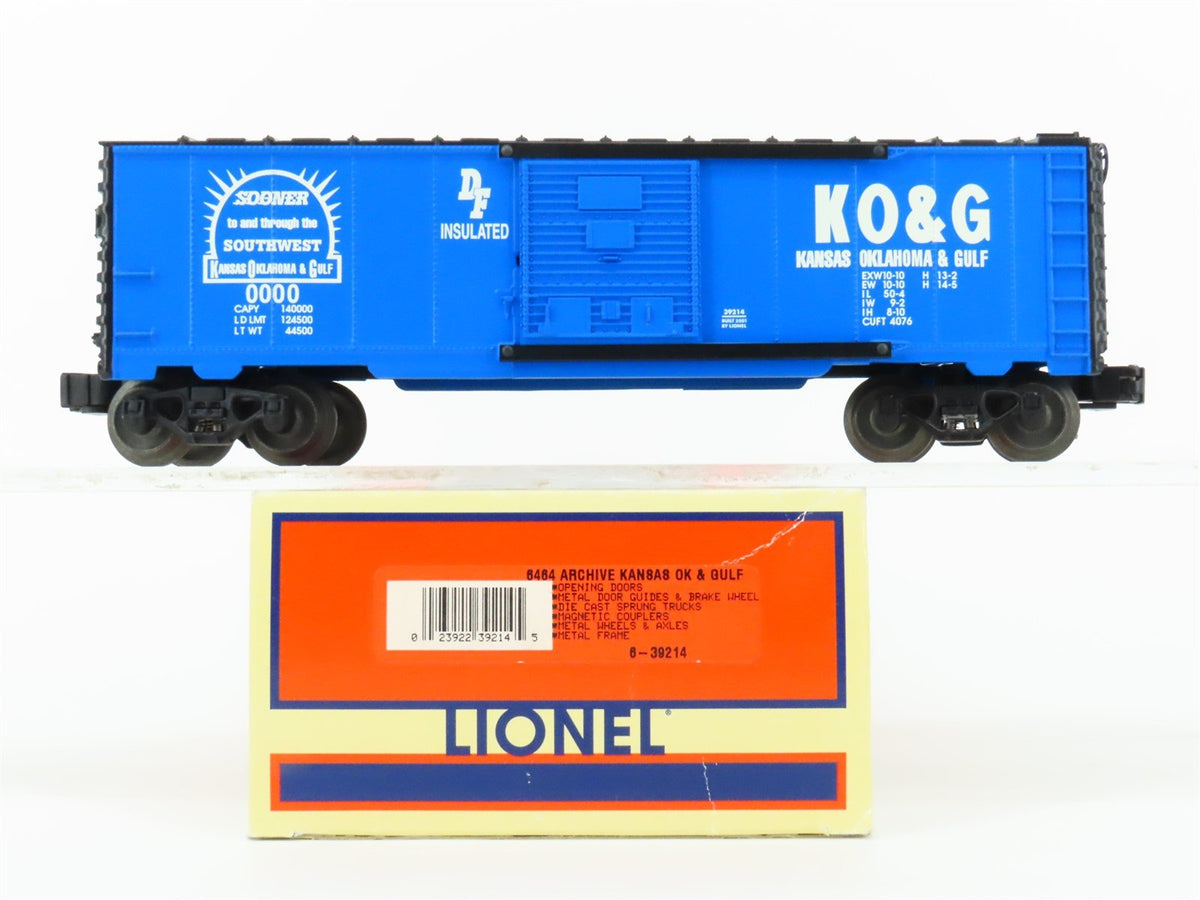 SOONER
to and through the
SOUTHWEST
KANSAS OKLAHOMA & GULF
0000
CAPY 140000
LD LMT 124500
LT WT 44500
DF
INSULATED
39214
BUILT 2001
BY LIONEL
KO&G
KANSAS OKLAHOMA & GULF
EXW10-10 H 13-2
EW 10-10 H 14-5
IL 50-4
IW 9-2
IH 8-10
CUFT 4076
6464 ARCHIVE KANSAS OK & GULF
*OPENING DOORS
*METAL DOOR GUIDES & BRAKE WHEEL
*DIE CAST SPRUNG TRUCKS
*MAGNETIC COUPLERS
*METAL WHEELS & AXLES
*METAL FRAME
0 23922 39214 5
6-39214
LIONEL®